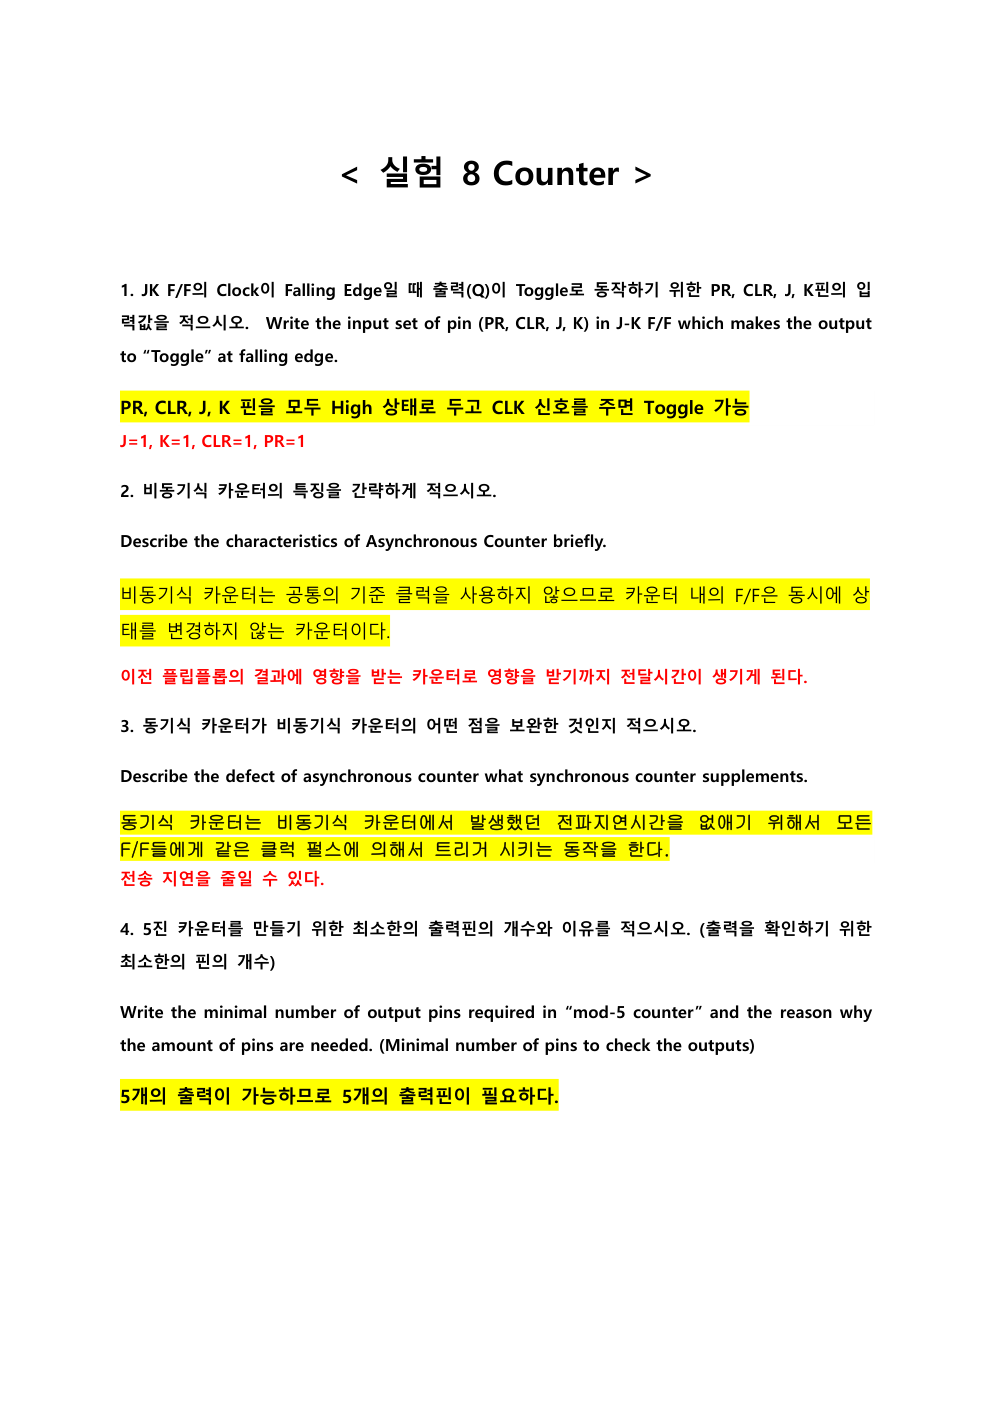 < 실험 8 Counter >
1. JK F/F의 Clock이 Falling Edge일 때 출력(Q)이 Toggle로 동작하기 위한 PR, CLR, J, K핀의 입
력값을 적으시오. Write the input set of pin (PR, CLR, J, K) in J-K F/F which makes the output
to “Toggle” at falling edge.
PR, CLR, J, K 핀을 모두 High 상태로 두고 CLK 신호를 주면 Toggle 가능
J=1, K=1, CLR=1, PR=1
2. 비동기식 카운터의 특징을 간략하게 적으시오.
Describe the characteristics of Asynchronous Counter briefly.
비동기식 카운터는 공통의 기준 클럭을 사용하지 않으므로 카운터 내의 F/F은 동시에 상
태를 변경하지 않는 카운터이다.
이전 플립플롭의 결과에 영향을 받는 카운터로 영향을 받기까지 전달시간이 생기게 된다.
3. 동기식 카운터가 비동기식 카운터의 어떤 점을 보완한 것인지 적으시오.
Describe the defect of asynchronous counter what synchronous counter supplements.
동기식 카운터는 비동기식 카운터에서 발생했던 전파지연시간을 없애기 위해서 모든
F/F들에게 같은 클럭 펄스에 의해서 트리거 시키는 동작을 한다.
전송 지연을 줄일 수 있다.
4. 5진 카운터를 만들기 위한 최소한의 출력핀의 개수와 이유를 적으시오. (출력을 확인하기 위한
최소한의 핀의 개수)
Write the minimal number of output pins required in “mod-5 counter” and the reason why
the amount of pins are needed. (Minimal number of pins to check the outputs)
5개의 출력이 가능하므로 5개의 출력핀이 필요하다.